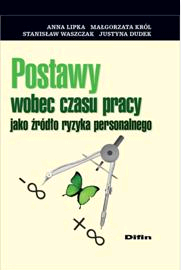 ANNA LIPKA MAŁGORZATA KRÓL
STANISŁAW WASZCZAK JUSTYNA DUDEK
Postawy
wobec czasu pracy
jako źródło ryzyka personalnego
-∞
+∞
Difin